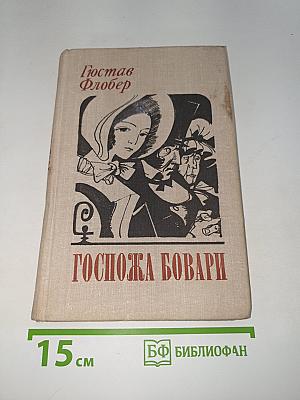 Гюстав
Флобер
ГОСПОЖА БОВАРИ
15 см
БФ БИБЛИОФАН